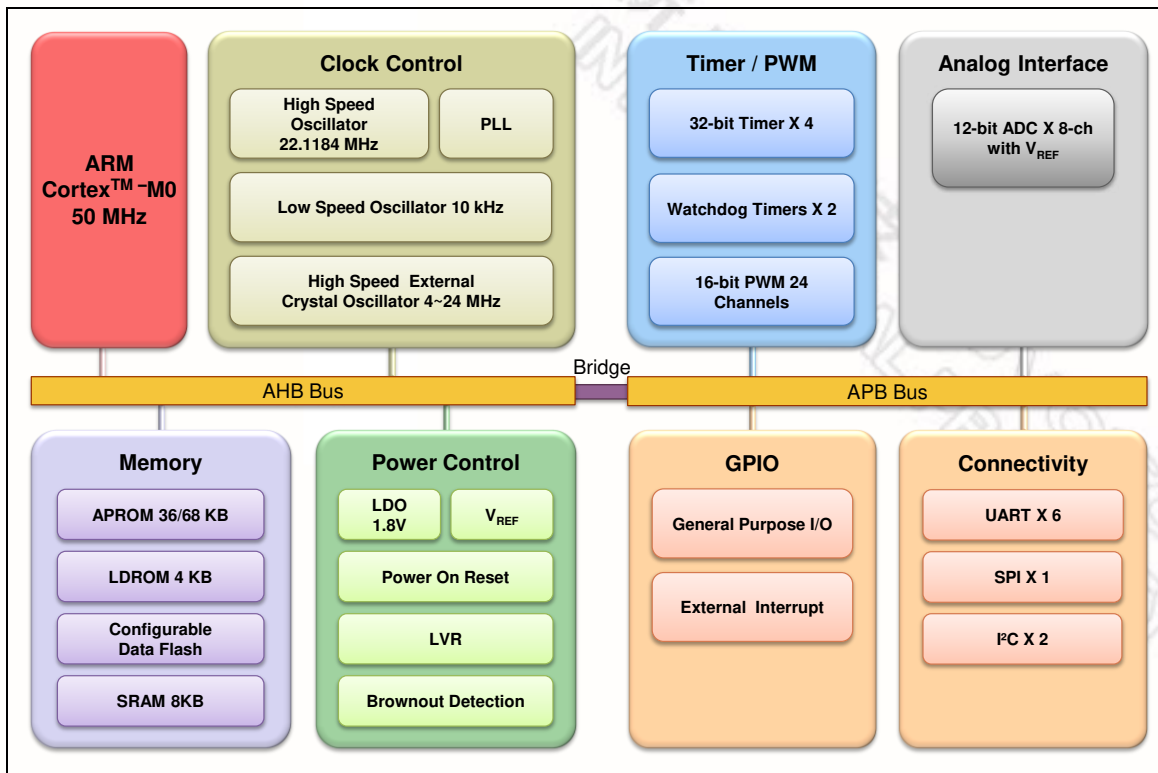 ARM
Cortex™ –M0
50 MHz
Clock Control
High Speed
Oscillator
22.1184 MHz
PLL
Low Speed Oscillator 10 kHz
High Speed External
Crystal Oscillator 4~24 MHz
Timer / PWM
32-bit Timer X 4
Watchdog Timers X 2
16-bit PWM 24
Channels
Analog Interface
12-bit ADC X 8-ch
with VREF
AHB Bus
Bridge
APB Bus
Memory
APROM 36/68 KB
LDROM 4 KB
Configurable
Data Flash
SRAM 8KB
Power Control
LDO
1.8V
VREF
Power On Reset
LVR
Brownout Detection
GPIO
General Purpose I/O
External Interrupt
Connectivity
UART X 6
SPI X 1
I²C X 2